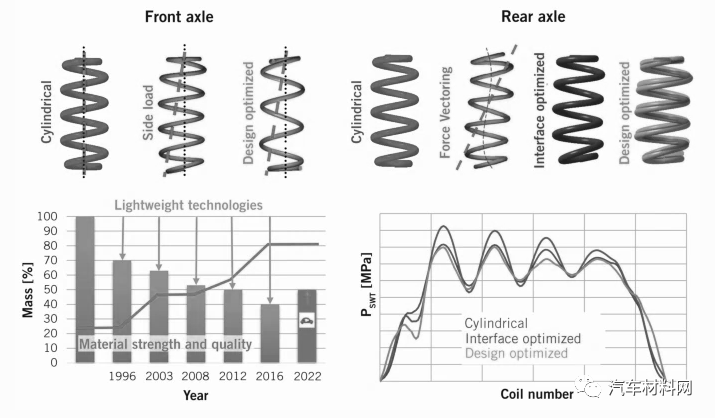 Front axle
Rear axle
Cylindrical
Side load
Design optimized
Cylindrical
Force Vectoring
Interface optimized
Design optimized
Lightweight technologies
100
90
80
70
60
50
40
30
20
10
0
Mass [%]
Material strength and quality
1996 2003 2008 2012 2016 2022
Year
P_SWT [MPa]
Cylindrical
Interface optimized
Design optimized
Coil number
汽车材料网